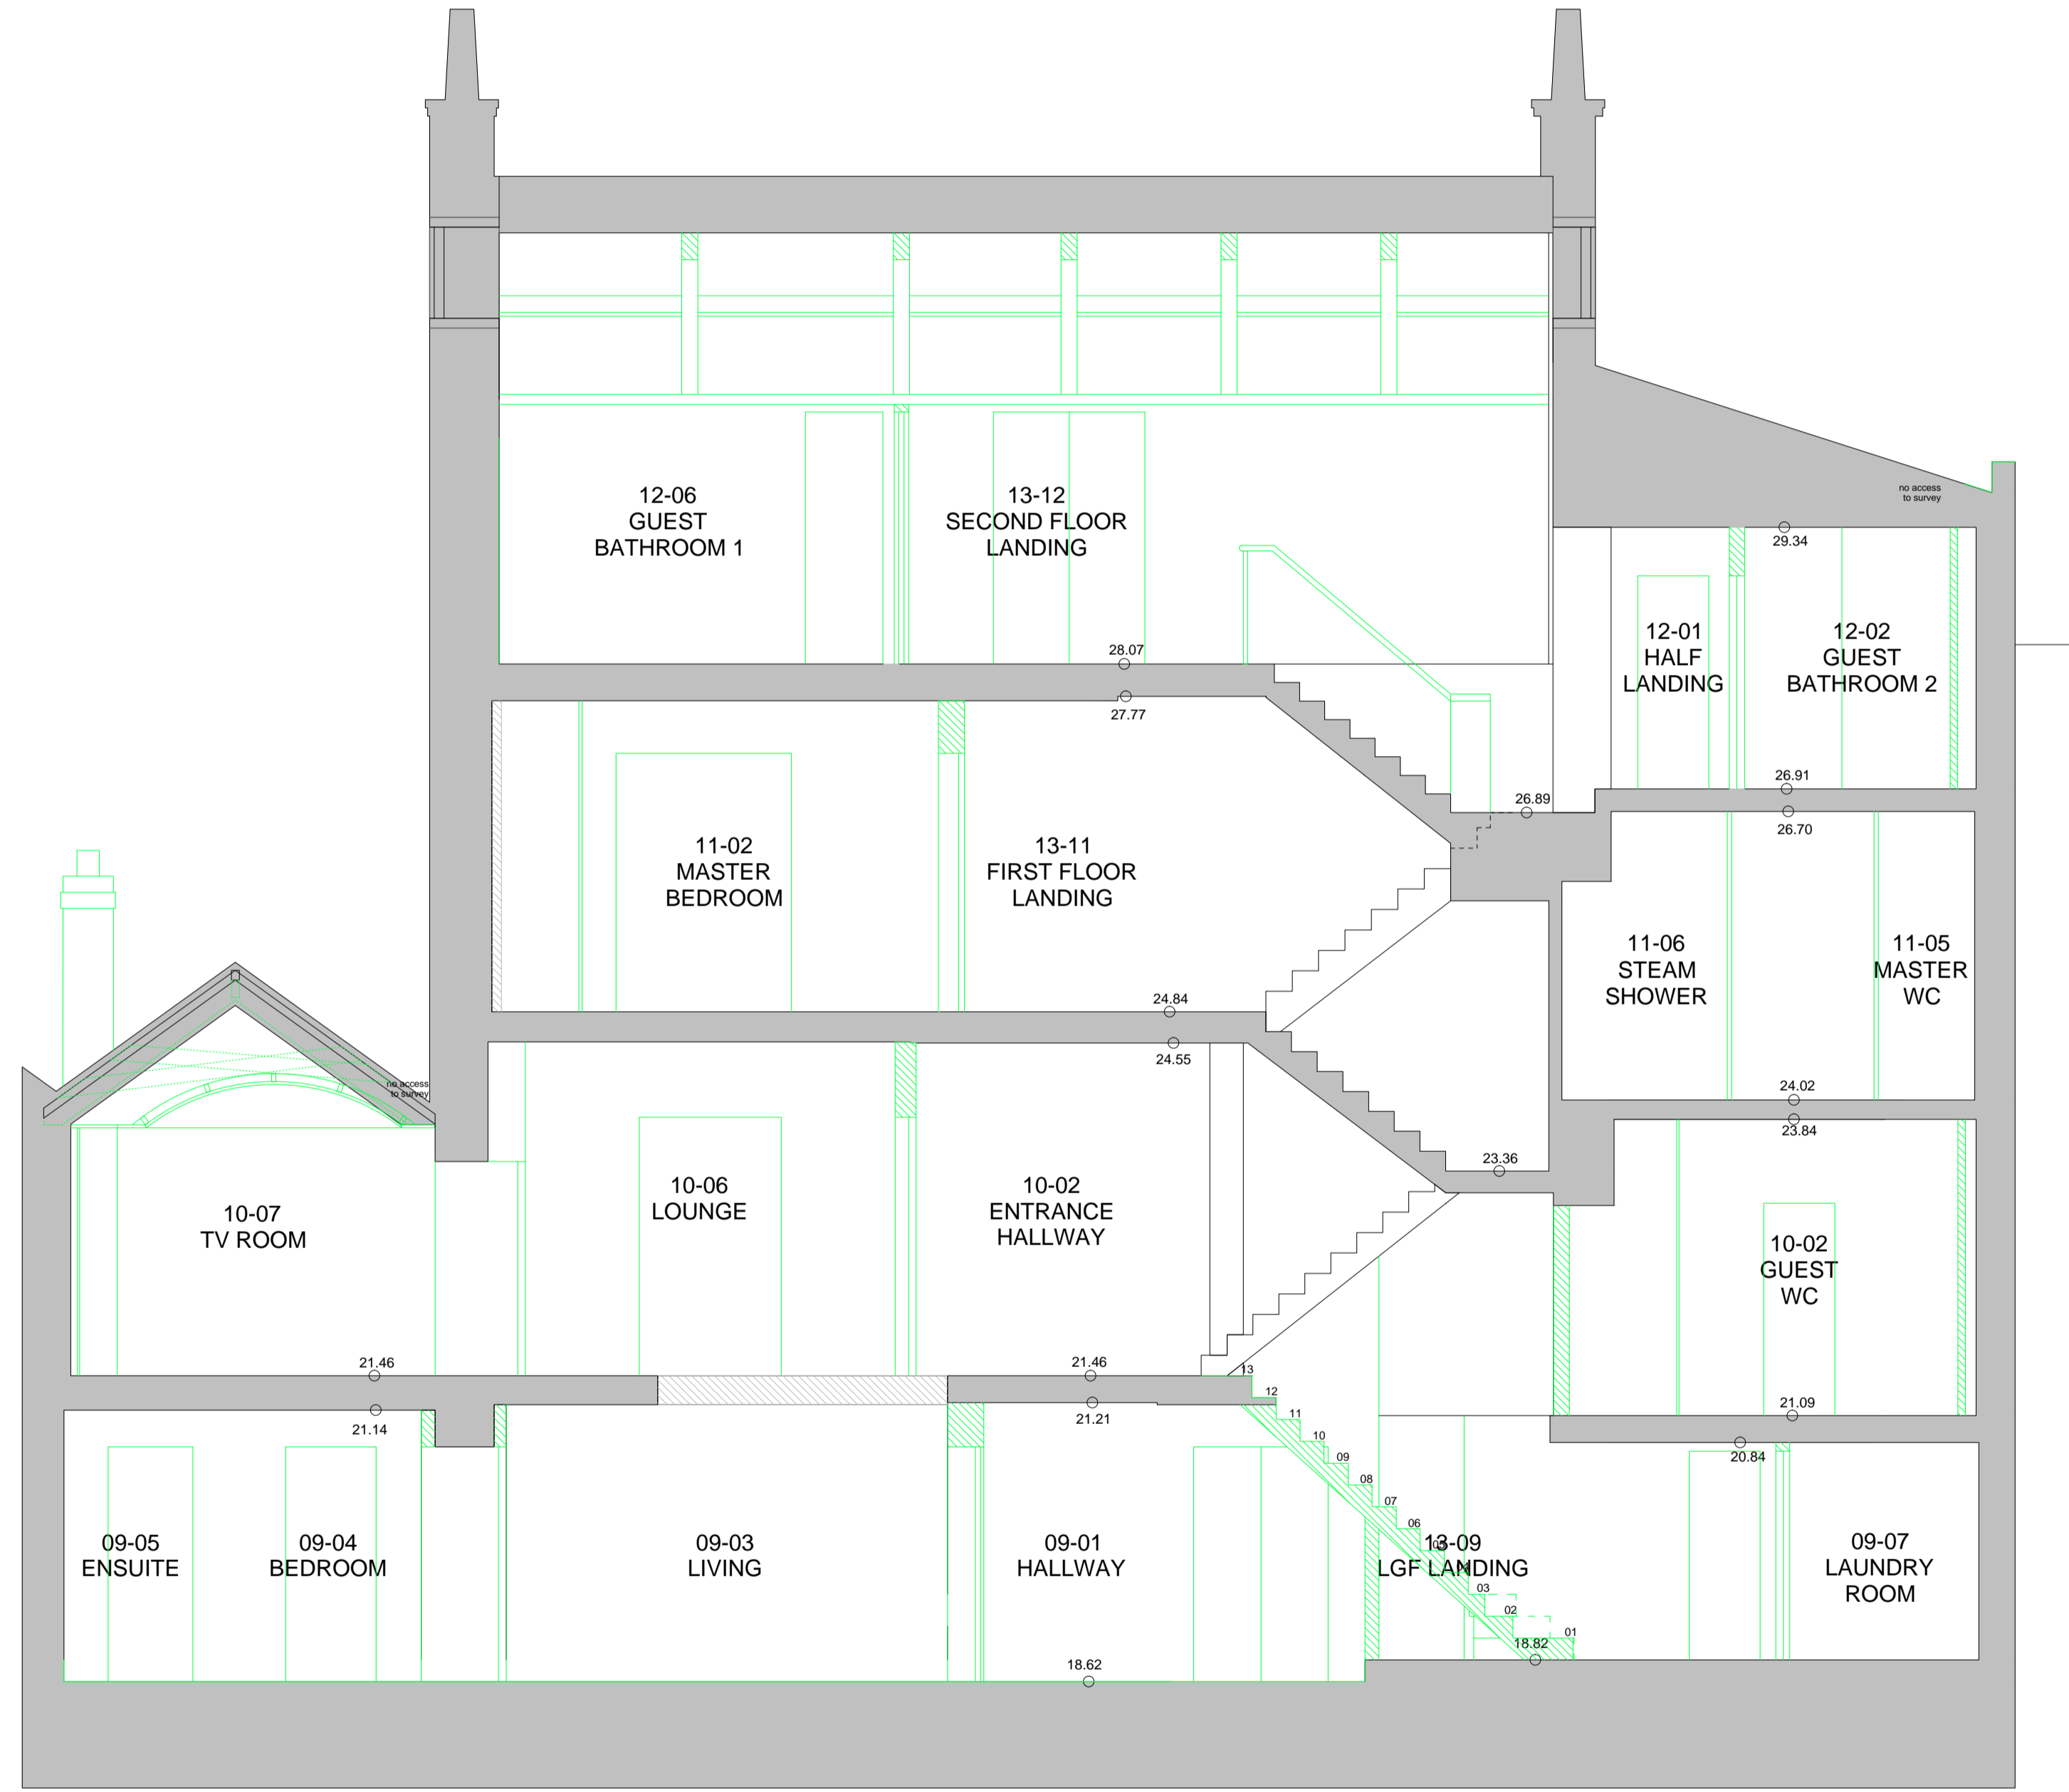 no access
to survey
29.34
12-06
GUEST
BATHROOM 1
13-12
SECOND FLOOR
LANDING
12-01
HALF
LANDING
12-02
GUEST
BATHROOM 2
28.07
27.77
26.91
26.89
26.70
11-02
MASTER
BEDROOM
13-11
FIRST FLOOR
LANDING
11-06
STEAM
SHOWER
11-05
MASTER
WC
24.84
24.55
no access
to survey
24.02
23.84
23.36
10-07
TV ROOM
10-06
LOUNGE
10-02
ENTRANCE
HALLWAY
10-02
GUEST
WC
21.46
21.46
13
12
21.14
21.21
21.09
11
10
09
08
07
06
20.84
09-05
ENSUITE
09-04
BEDROOM
09-03
LIVING
09-01
HALLWAY
13-09
LGF LANDING
09-07
LAUNDRY
ROOM
03
02
01
18.82
18.62